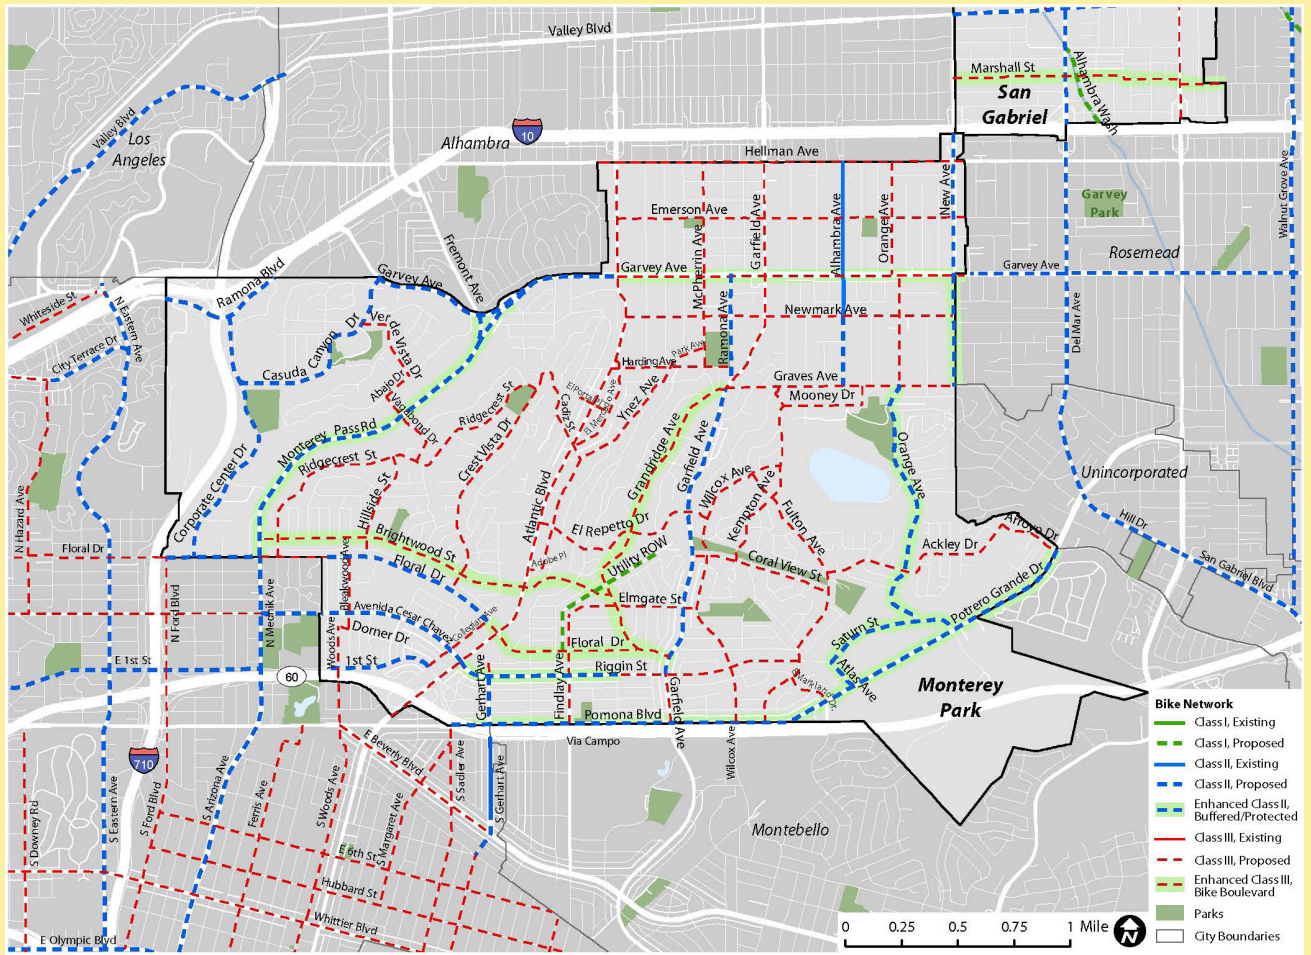 Valley Blvd
Marshall St
San
Gabriel
Alhambra Wash
Valley Blvd
Los
Angeles
Alhambra
10
Hellman Ave
New Ave
Walnut Grove Ave
Garvey
Park
Rosemead
Emerson Ave
McPherrin Ave
Garfield Ave
Alhambra Ave
Orange Ave
Fremont Ave
Garvey Ave
Garvey Ave
Garvey Ave
Ramona Blvd
Whiteside St
N Eastern Ave
City Terrace Dr
Casuda Canyon Dr
Verde Vista Dr
Abajo Dr
Vagabond Dr
Newmark Ave
Ramona Ave
Park Ave
Harding Ave
Del Mar Ave
Graves Ave
Mooney Dr
El Portal
El Mercado Ave
Cadiz St
Ynez Ave
Ridgecrest St
Crest Vista Dr
Monterey Pass Rd
Ridgecrest St
Corporate Center Dr
Hillside St
Atlantic Blvd
Grandridge Ave
Garfield Ave
Wilcox Ave
Kempton Ave
Fulton Ave
Orange Ave
Unincorporated
Hill Dr
San Gabriel Blvd
N Hazard Ave
Floral Dr
Brightwood St
Floral Dr
El Repetto Dr
Adobe Pl
Utility ROW
Coral View St
Ackley Dr
Arroyo Dr
Potrero Grande Dr
N Ford Blvd
N Mednik Ave
Bleakwood Ave
Woods Ave
Avenida Cesar Chavez
Collegian Ave
Dorner Dr
1st St
E 1st St
60
Elmgate St
Floral Dr
Riggin St
Saturn St
Atlas Ave
Markland Dr
Gerhart Ave
Findlay Ave
Garfield Ave
Pomona Blvd
Via Campo
Wilcox Ave
Monterey
Park
710
E Beverly Blvd
S Sadler Ave
S Gerhart Ave
S Downey Rd
S Eastern Ave
S Ford Blvd
S Arizona Ave
Ferris Ave
S Woods Ave
S Margaret Ave
E 6th St
Hubbard St
Whittier Blvd
E Olympic Blvd
Montebello
Bike Network
Class I, Existing
Class I, Proposed
Class II, Existing
Class II, Proposed
Enhanced Class II,
Buffered/Protected
Class III, Existing
Class III, Proposed
Enhanced Class III,
Bike Boulevard
Parks
City Boundaries
0 0.25 0.5 0.75 1 Mile
N